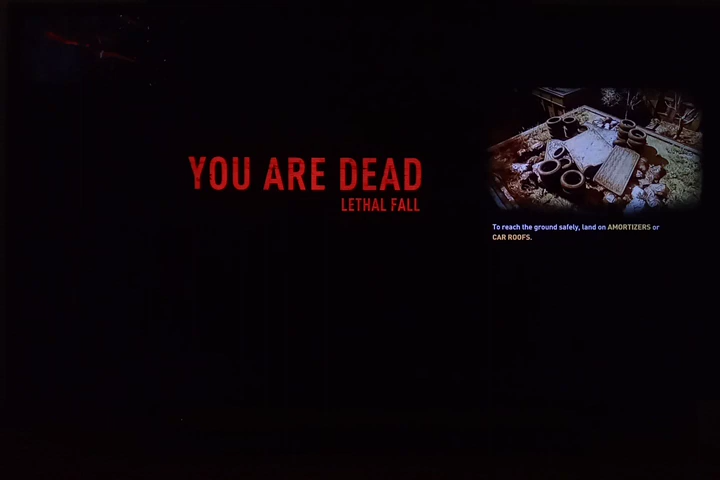 YOU ARE DEAD
LETHAL FALL
To reach the ground safely, land on AMORTIZERS or
CAR ROOFS.